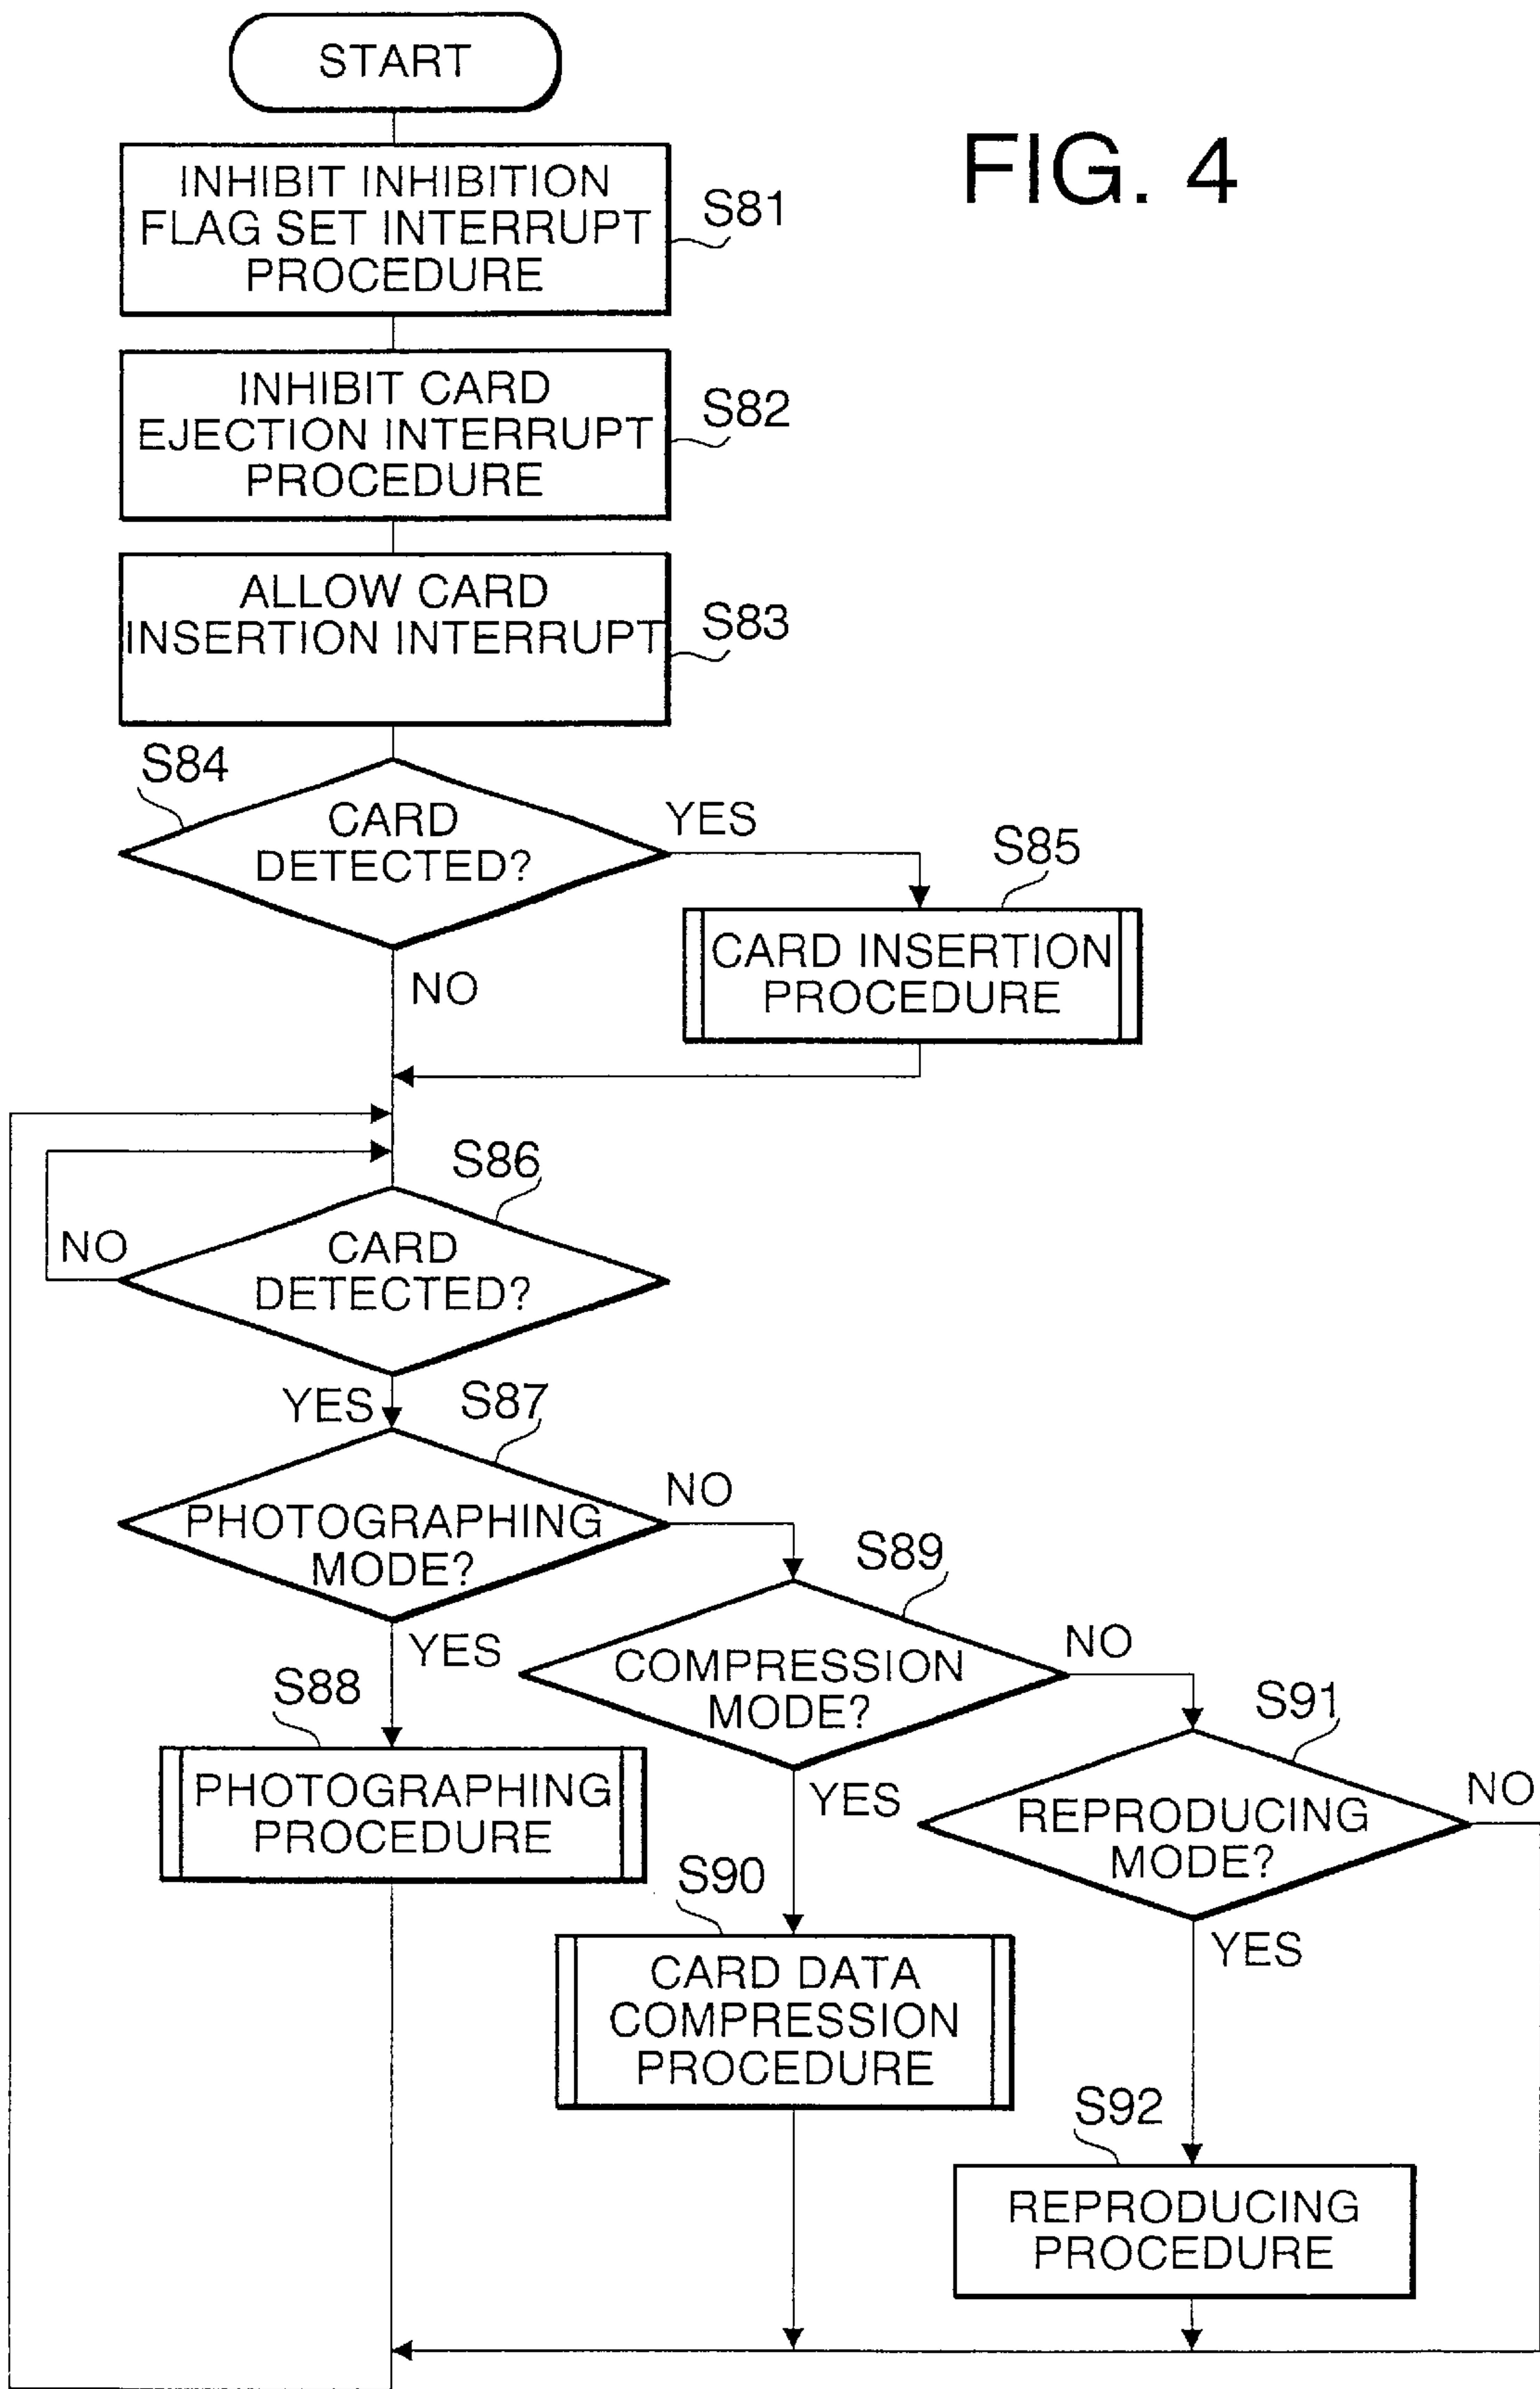 START
FIG. 4
INHIBIT INHIBITION
FLAG SET INTERRUPT
PROCEDURE
S81
INHIBIT CARD
EJECTION INTERRUPT
PROCEDURE
S82
ALLOW CARD
INSERTION INTERRUPT
S83
S84
CARD
DETECTED?
YES
NO
S85
CARD INSERTION
PROCEDURE
S86
CARD
DETECTED?
NO
YES
S87
PHOTOGRAPHING
MODE?
NO
YES
S88
PHOTOGRAPHING
PROCEDURE
S89
COMPRESSION
MODE?
NO
YES
S90
CARD DATA
COMPRESSION
PROCEDURE
S91
REPRODUCING
MODE?
NO
YES
S92
REPRODUCING
PROCEDURE